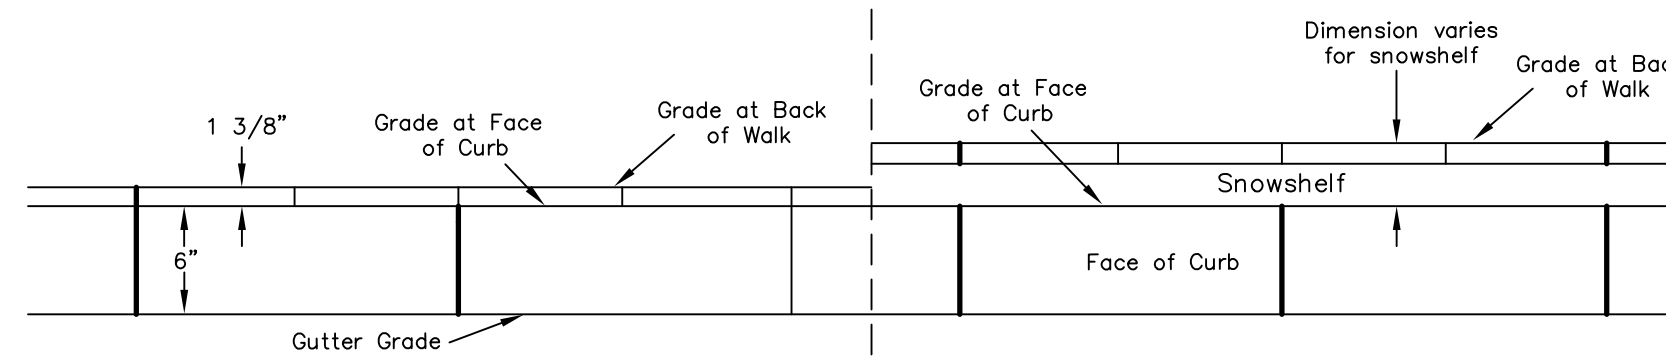 1 3/8"
Grade at Face
of Curb
Grade at Back
of Walk
6"
Gutter Grade
Grade at Face
of Curb
Dimension varies
for snowshelf
Grade at Bac
of Walk
Snowshelf
Face of Curb